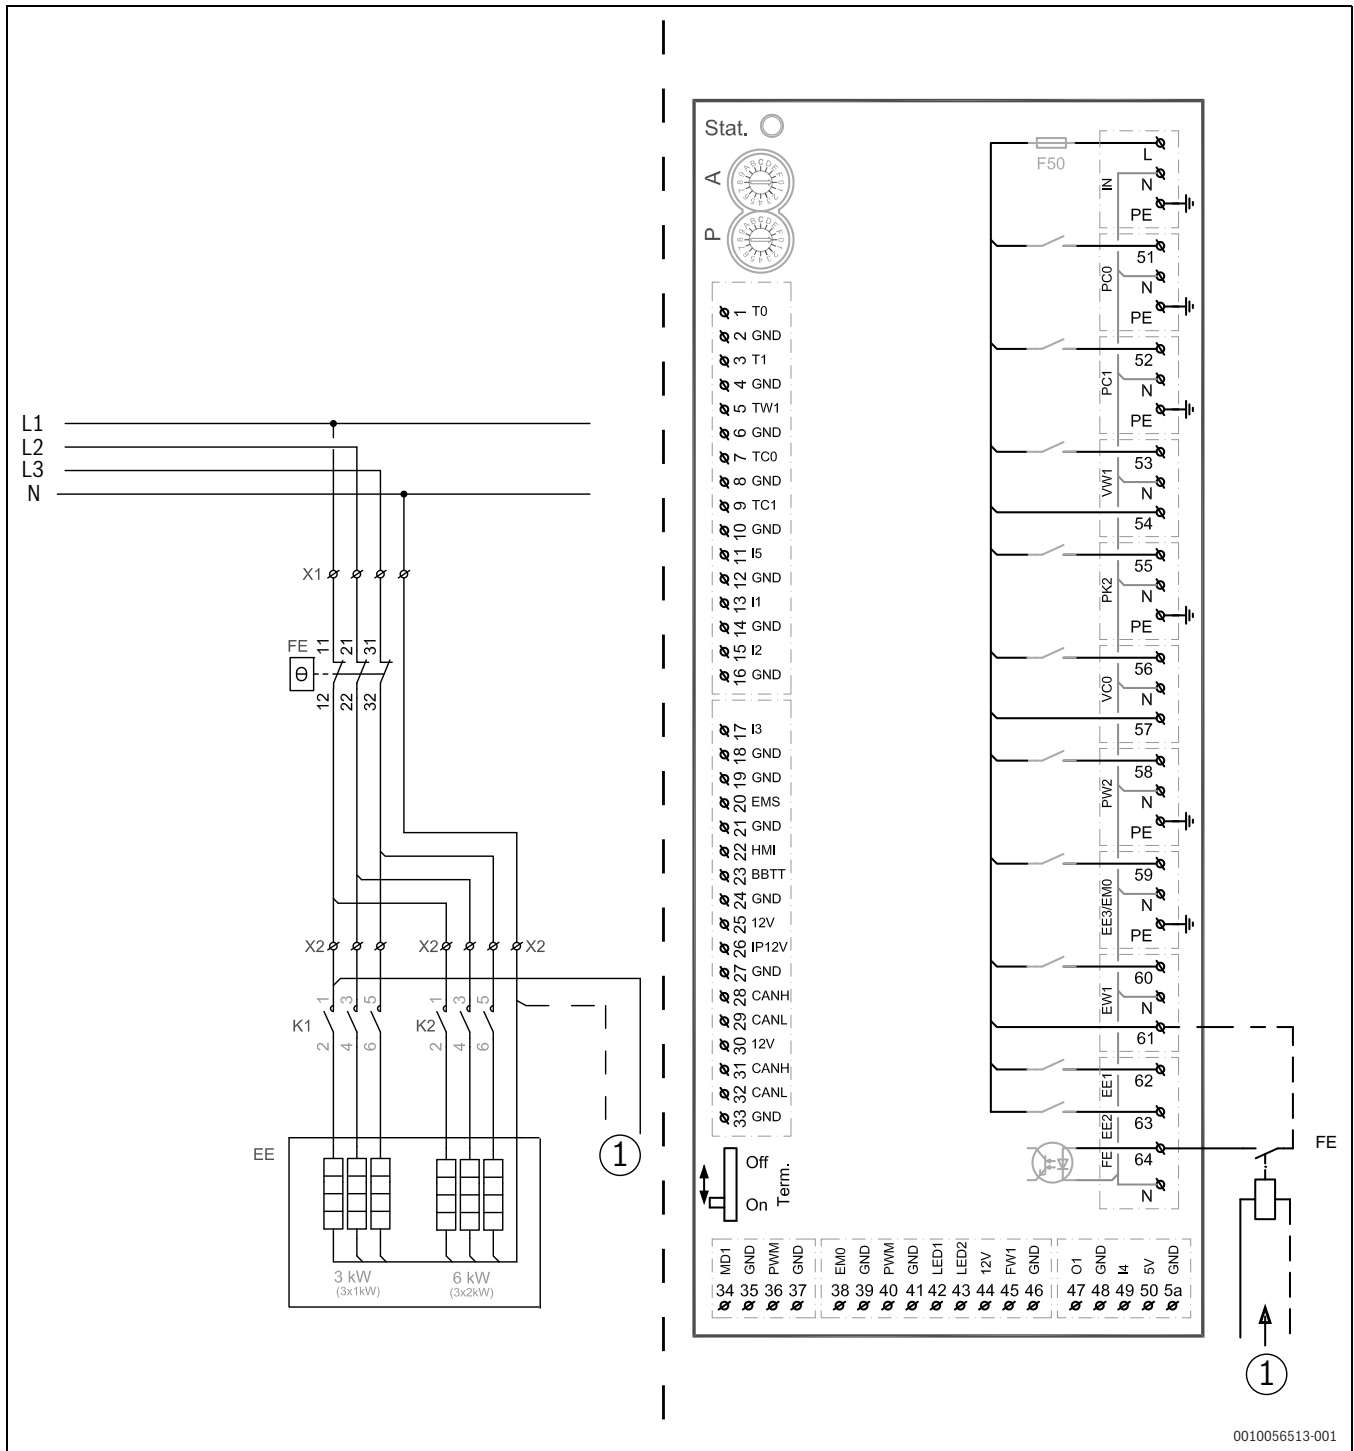 L1
L2
L3
N
X1
FE
11
21
31
12
22
32
X2
X2
X2
K1
1
3
5
2
4
6
K2
1
3
5
2
4
6
1
EE
3 kW
(3x1kW)
6 kW
(3x2kW)
Stat.
A
P
1 T0
2 GND
3 T1
4 GND
5 TW1
6 GND
7 TC0
8 GND
9 TC1
10 GND
11 I5
12 GND
13 I1
14 GND
15 I2
16 GND
17 I3
18 GND
19 GND
20 EMS
21 GND
22 HMI
23 BBTT
24 GND
25 12V
26 IP12V
27 GND
28 CANH
29 CANL
30 12V
31 CANH
32 CANL
33 GND
Off
On
Term.
F50
IN
L
N
PE
PC0
51
N
PE
PC1
52
N
PE
VW1
53
N
54
PK2
55
N
PE
VC0
56
N
57
PW2
58
N
PE
EE3/EM0
59
N
PE
EW1
60
N
61
EE1
62
EE2
63
FE
64
N
FE
MD1 GND PWM GND
34 35 36 37
EM0 GND PWM GND LED1 LED2 12V FW1 GND
38 39 40 41 42 43 44 45 46
O1 GND I4 5V GND
47 48 49 50 5a
1
0010056513-001